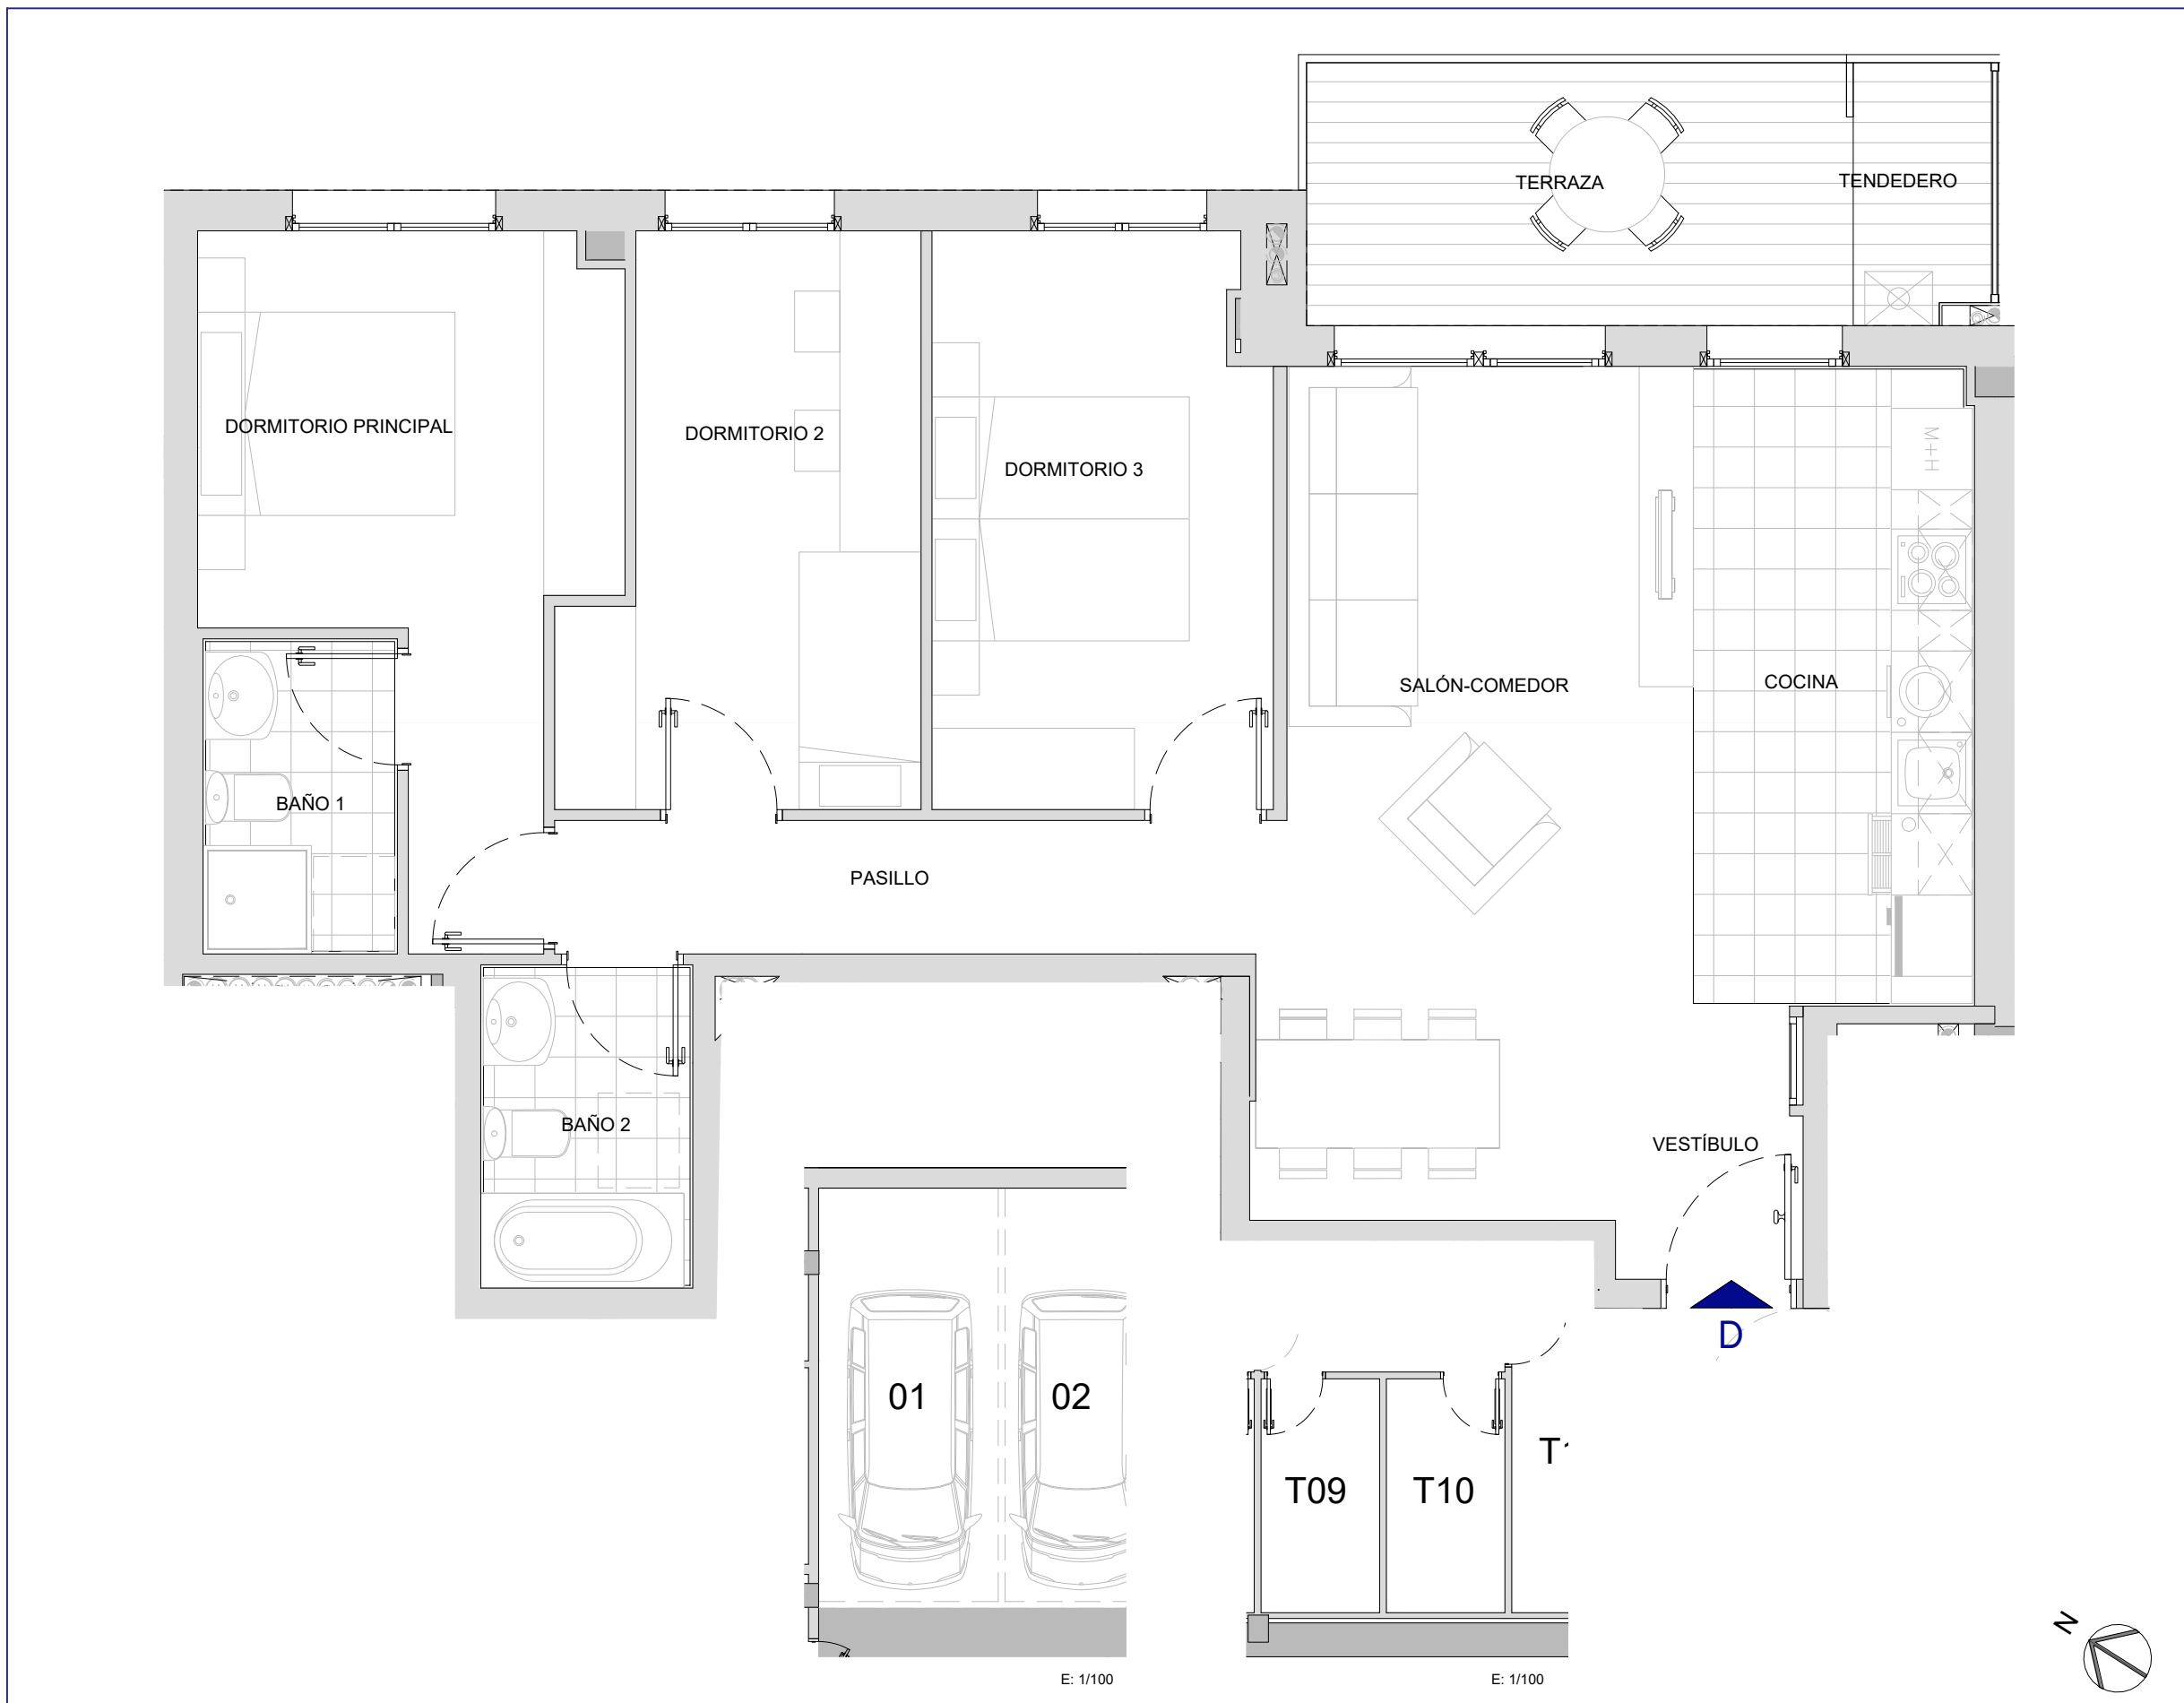 TERRAZA
TENDEDERO
DORMITORIO PRINCIPAL
DORMITORIO 2
DORMITORIO 3
M+H
SALÓN-COMEDOR
COCINA
BAÑO 1
PASILLO
BAÑO 2
VESTÍBULO
D
01
02
T09
T10
E: 1/100
E: 1/100
N